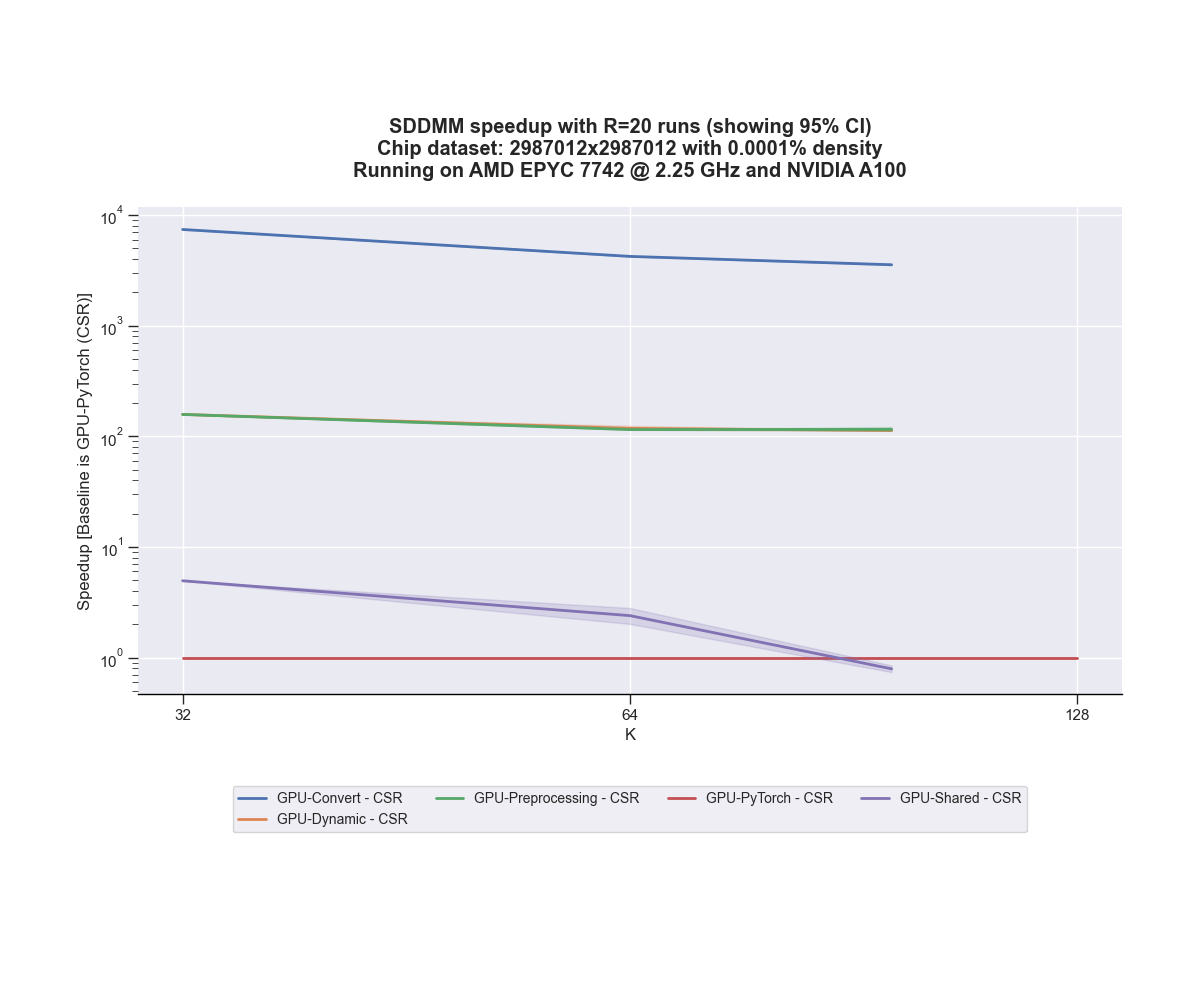 SDDMM speedup with R=20 runs (showing 95% CI)
Chip dataset: 2987012x2987012 with 0.0001% density
Running on AMD EPYC 7742 @ 2.25 GHz and NVIDIA A100
10^4
10^3
10^2
10^1
10^0
Speedup [Baseline is GPU-PyTorch (CSR)]
32 64 128
K
GPU-Convert - CSR GPU-Preprocessing - CSR GPU-PyTorch - CSR GPU-Shared - CSR
GPU-Dynamic - CSR